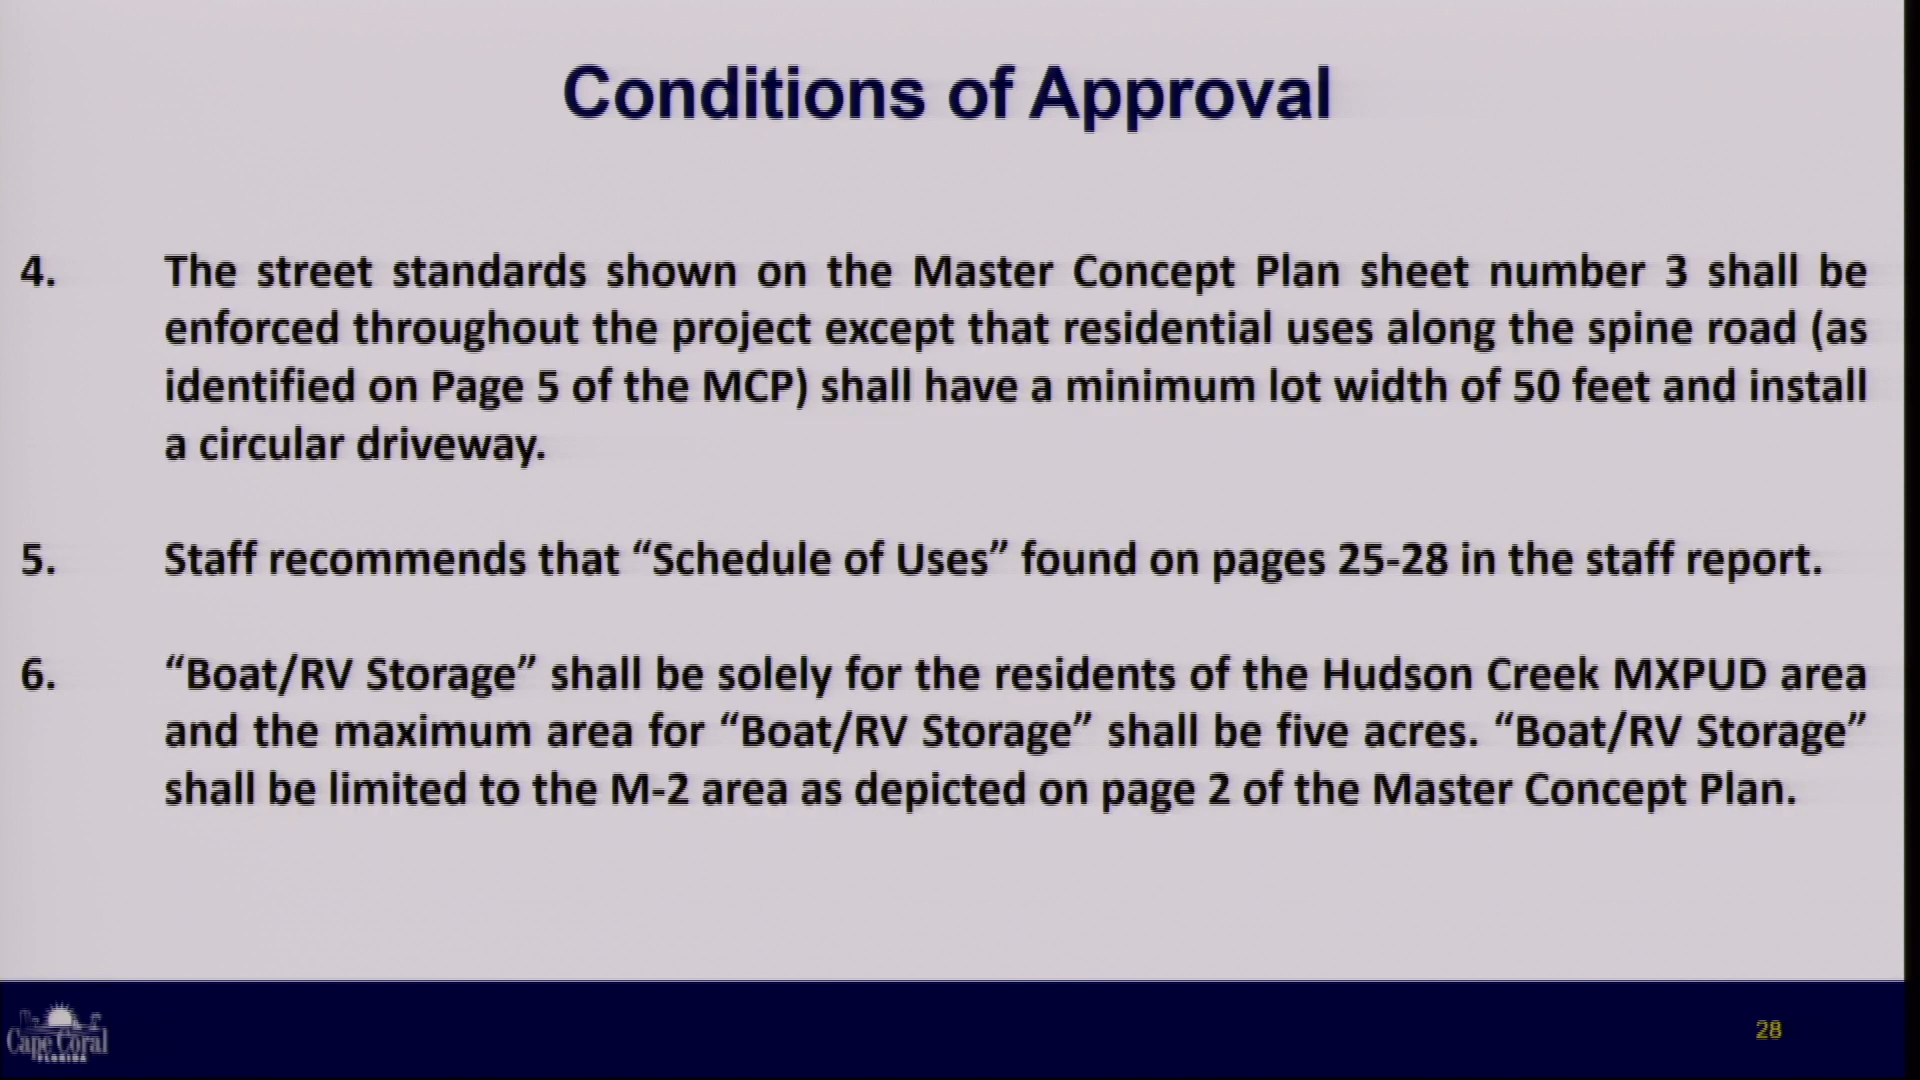 Conditions of Approval
4. The street standards shown on the Master Concept Plan sheet number 3 shall be
enforced throughout the project except that residential uses along the spine road (as
identified on Page 5 of the MCP) shall have a minimum lot width of 50 feet and install
a circular driveway.
5. Staff recommends that “Schedule of Uses” found on pages 25-28 in the staff report.
6. “Boat/RV Storage” shall be solely for the residents of the Hudson Creek MXPUD area
and the maximum area for “Boat/RV Storage” shall be five acres. “Boat/RV Storage”
shall be limited to the M-2 area as depicted on page 2 of the Master Concept Plan.
Cape Coral
FLORIDA
28